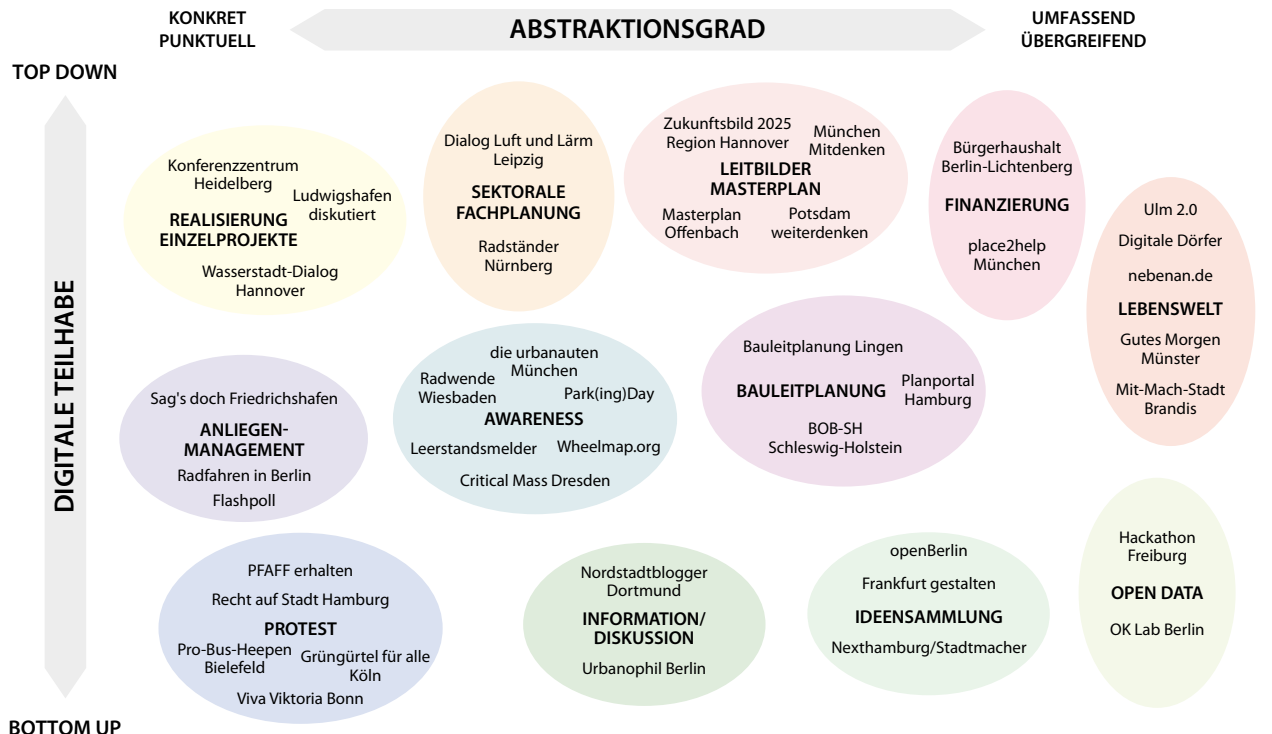 KONKRET
PUNKTUELL
ABSTRAKTIONSGRAD
UMFASSEND
ÜBERGREIFEND
TOP DOWN
DIGITALE TEILHABE
BOTTOM UP
Konferenzzentrum
Heidelberg
Ludwigshafen
diskutiert
REALISIERUNG
EINZELPROJEKTE
Wasserstadt-Dialog
Hannover
Dialog Luft und Lärm
Leipzig
SEKTORALE
FACHPLANUNG
Radständer
Nürnberg
Zukunftsbild 2025
Region Hannover
München
Mitdenken
LEITBILDER
MASTERPLAN
Masterplan
Offenbach
Potsdam
weiterdenken
Bürgerhaushalt
Berlin-Lichtenberg
FINANZIERUNG
place2help
München
Ulm 2.0
Digitale Dörfer
nebenan.de
LEBENSWELT
Gutes Morgen
Münster
Mit-Mach-Stadt
Brandis
Sag's doch Friedrichshafen
ANLIEGEN-
MANAGEMENT
Radfahren in Berlin
Flashpoll
die urbanauten
München
Radwende
Wiesbaden
Park(ing)Day
AWARENESS
Leerstandsmelder
Wheelmap.org
Critical Mass Dresden
Bauleitplanung Lingen
BAULEITPLANUNG
Planportal
Hamburg
BOB-SH
Schleswig-Holstein
PFAFF erhalten
Recht auf Stadt Hamburg
PROTEST
Pro-Bus-Heepen
Bielefeld
Grüngürtel für alle
Köln
Viva Viktoria Bonn
Nordstadtblogger
Dortmund
INFORMATION/
DISKUSSION
Urbanophil Berlin
openBerlin
Frankfurt gestalten
IDEENSAMMLUNG
Nexthamburg/Stadtmacher
Hackathon
Freiburg
OPEN DATA
OK Lab Berlin